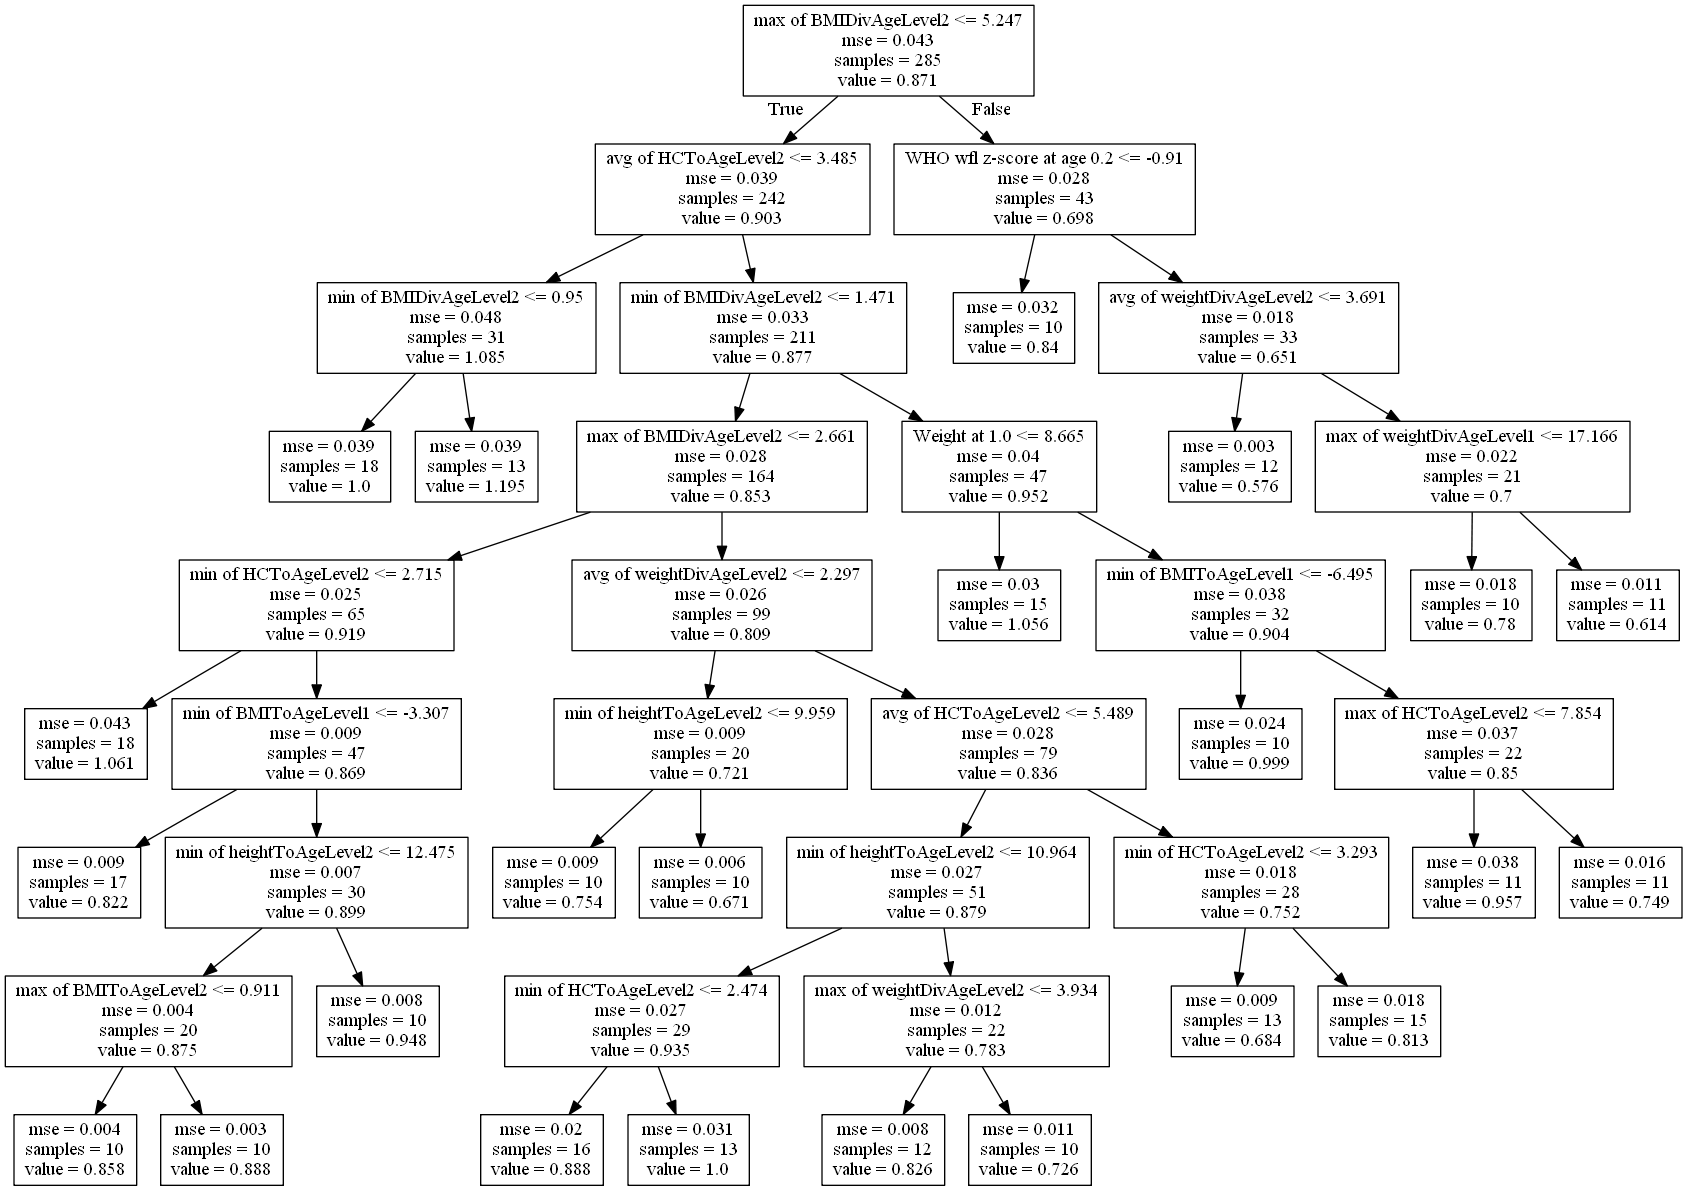 max of BMIDivAgeLevel2 <= 5.247
mse = 0.043
samples = 285
value = 0.871
True
False
avg of HCToAgeLevel2 <= 3.485
mse = 0.039
samples = 242
value = 0.903
WHO wfl z-score at age 0.2 <= -0.91
mse = 0.028
samples = 43
value = 0.698
min of BMIDivAgeLevel2 <= 0.95
mse = 0.048
samples = 31
value = 1.085
min of BMIDivAgeLevel2 <= 1.471
mse = 0.033
samples = 211
value = 0.877
mse = 0.032
samples = 10
value = 0.84
avg of weightDivAgeLevel2 <= 3.691
mse = 0.018
samples = 33
value = 0.651
mse = 0.039
samples = 18
value = 1.0
mse = 0.039
samples = 13
value = 1.195
max of BMIDivAgeLevel2 <= 2.661
mse = 0.028
samples = 164
value = 0.853
Weight at 1.0 <= 8.665
mse = 0.04
samples = 47
value = 0.952
mse = 0.003
samples = 12
value = 0.576
max of weightDivAgeLevel1 <= 17.166
mse = 0.022
samples = 21
value = 0.7
min of HCToAgeLevel2 <= 2.715
mse = 0.025
samples = 65
value = 0.919
avg of weightDivAgeLevel2 <= 2.297
mse = 0.026
samples = 99
value = 0.809
mse = 0.03
samples = 15
value = 1.056
min of BMIToAgeLevel1 <= -6.495
mse = 0.038
samples = 32
value = 0.904
mse = 0.018
samples = 10
value = 0.78
mse = 0.011
samples = 11
value = 0.614
mse = 0.043
samples = 18
value = 1.061
min of BMIToAgeLevel1 <= -3.307
mse = 0.009
samples = 47
value = 0.869
min of heightToAgeLevel2 <= 9.959
mse = 0.009
samples = 20
value = 0.721
avg of HCToAgeLevel2 <= 5.489
mse = 0.028
samples = 79
value = 0.836
mse = 0.024
samples = 10
value = 0.999
max of HCToAgeLevel2 <= 7.854
mse = 0.037
samples = 22
value = 0.85
mse = 0.009
samples = 17
value = 0.822
min of heightToAgeLevel2 <= 12.475
mse = 0.007
samples = 30
value = 0.899
mse = 0.009
samples = 10
value = 0.754
mse = 0.006
samples = 10
value = 0.671
min of heightToAgeLevel2 <= 10.964
mse = 0.027
samples = 51
value = 0.879
min of HCToAgeLevel2 <= 3.293
mse = 0.018
samples = 28
value = 0.752
mse = 0.038
samples = 11
value = 0.957
mse = 0.016
samples = 11
value = 0.749
max of BMIToAgeLevel2 <= 0.911
mse = 0.004
samples = 20
value = 0.875
mse = 0.008
samples = 10
value = 0.948
min of HCToAgeLevel2 <= 2.474
mse = 0.027
samples = 29
value = 0.935
max of weightDivAgeLevel2 <= 3.934
mse = 0.012
samples = 22
value = 0.783
mse = 0.009
samples = 13
value = 0.684
mse = 0.018
samples = 15
value = 0.813
mse = 0.004
samples = 10
value = 0.858
mse = 0.003
samples = 10
value = 0.888
mse = 0.02
samples = 16
value = 0.888
mse = 0.031
samples = 13
value = 1.0
mse = 0.008
samples = 12
value = 0.826
mse = 0.011
samples = 10
value = 0.726